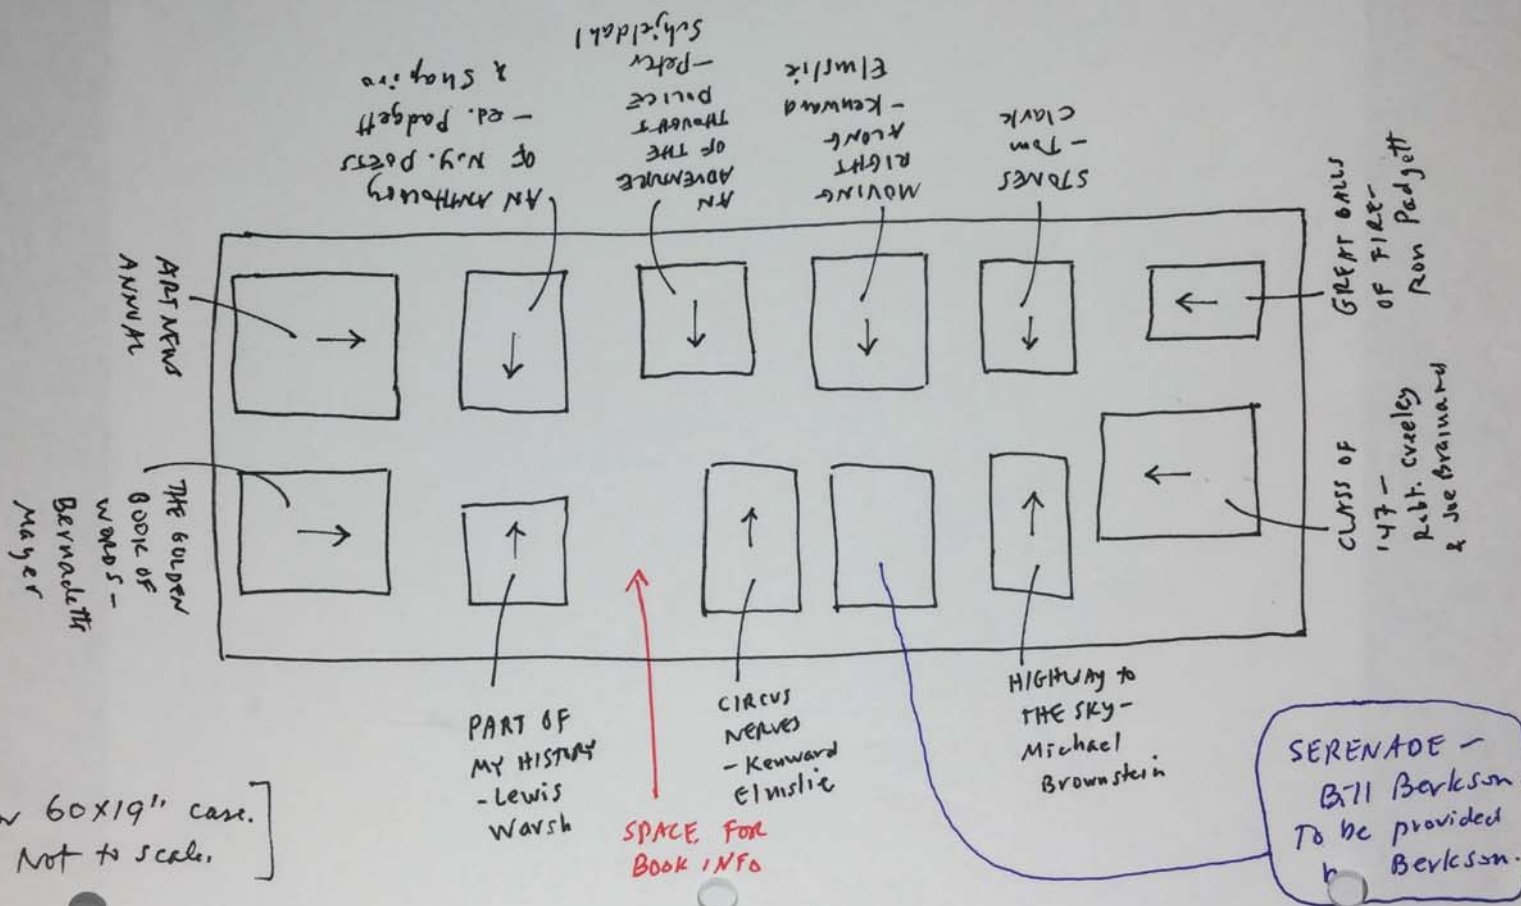 AN ANTHOLOGY
OF N.Y. POETS
- ed. Padgett
& Shapiro
AN
ADVENTURE
OF THE
THOUGHT
POLICE
- Peter
Schjeldahl
MOVING
RIGHT
ALONG
- Kenward
Elmslie
STONES
- Tom
Clark
GREAT BALLS
OF FIRE -
Ron Padgett
ART NEWS
ANNUAL
THE GOLDEN
BOOK OF
WORDS -
Bernadette
Mayer
CLASS OF
'47 -
Robt. Creeley
& Joe Brainard
PART OF
MY HISTORY
- Lewis
Warsh
SPACE FOR
BOOK INFO
CIRCUS
NERVES
- Kenward
Elmslie
HIGHWAY to
THE SKY -
Michael
Brownstein
SERENADE -
Bill Berkson
To be provided
Berkson.
60 X 19" case.
Not to scale.]